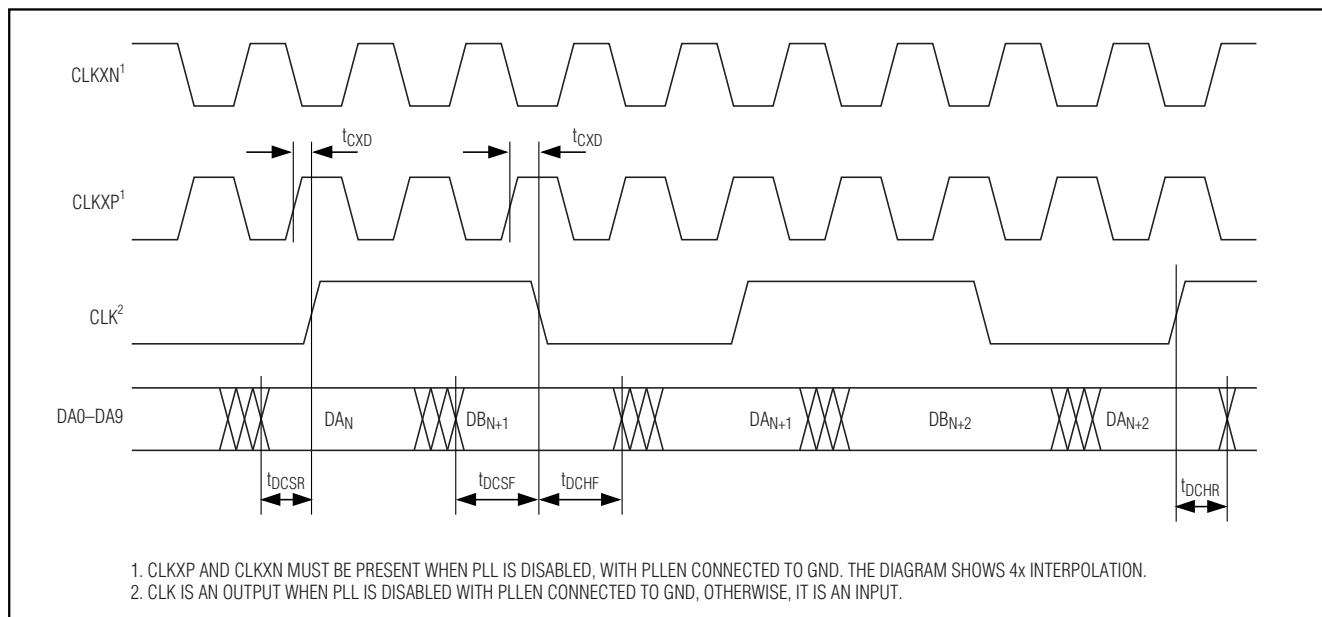 CLKXN¹
tCXD tCXD
CLKXP¹
CLK²
DA0–DA9 DAN DBN+1 DAN+1 DBN+2 DAN+2
tDCSR tDCSF tDCHF tDCHR
1. CLKXP AND CLKXN MUST BE PRESENT WHEN PLL IS DISABLED, WITH PLLEN CONNECTED TO GND. THE DIAGRAM SHOWS 4x INTERPOLATION.
2. CLK IS AN OUTPUT WHEN PLL IS DISABLED WITH PLLEN CONNECTED TO GND, OTHERWISE, IT IS AN INPUT.